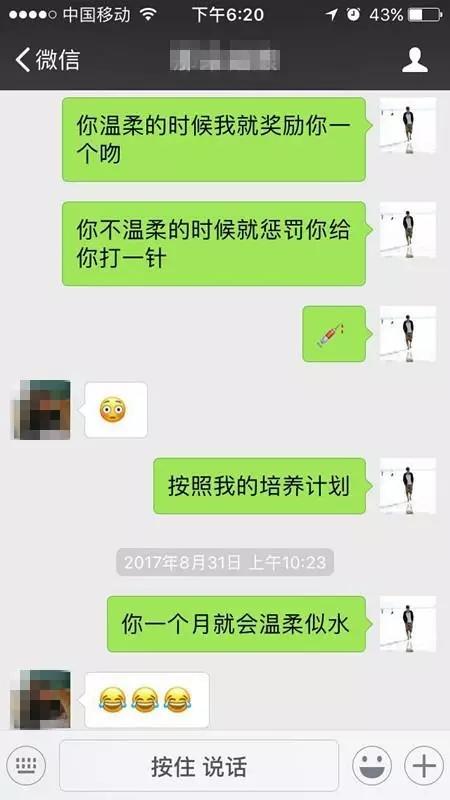 中国移动 下午6:20 43%
微信
你温柔的时候我就奖励你一
个吻
你不温柔的时候就惩罚你给
你打一针
按照我的培养计划
2017年8月31日 上午10:23
你一个月就会温柔似水
按住 说话